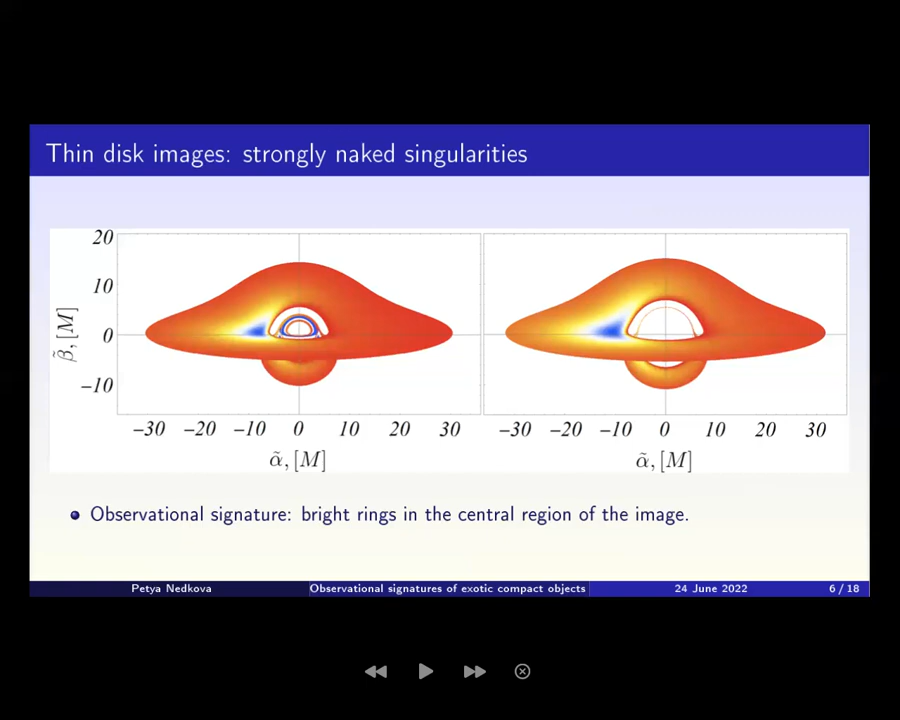 Thin disk images: strongly naked singularities
20
10
0
−10
β̃, [M]
−30 −20 −10 0 10 20 30
−30 −20 −10 0 10 20 30
α̃, [M]
α̃, [M]
Observational signature: bright rings in the central region of the image.
Petya Nedkova Observational signatures of exotic compact objects 24 June 2022 6 / 18